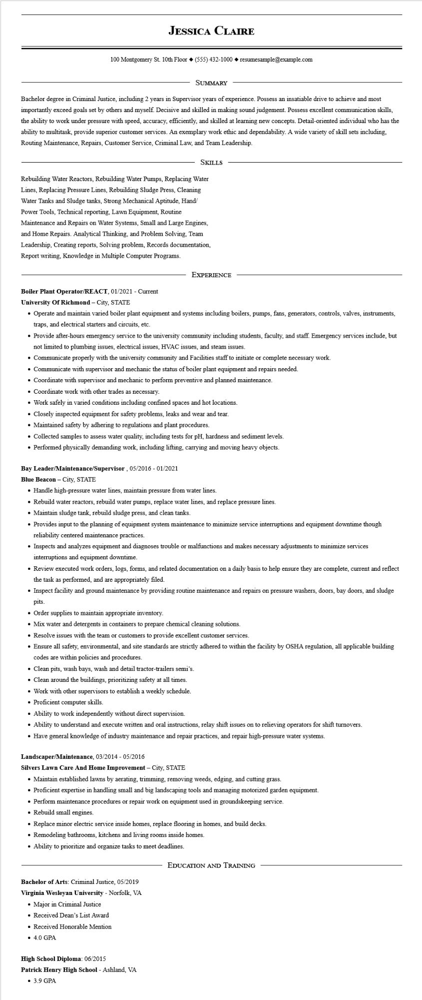 Jessica Claire
100 Montgomery St. 10th Floor ◆ (555) 432-1000 ◆ resumesample@example.com
Summary
Bachelor degree in Criminal Justice, including 2 years in Supervisor years of experience. Possess an insatiable drive to achieve and most
importantly exceed goals set by others and myself. Decisive and skilled in making sound judgement. Possess excellent communication skills,
the ability to work under pressure with speed, accuracy, efficiently, and skilled at learning new concepts. Detail-oriented individual who has the
ability to multitask, provide superior customer services. An exemplary work ethic and dependability. A wide variety of skill sets including,
Routing Maintenance, Repairs, Customer Service, Criminal Law, and Team Leadership.
Skills
Rebuilding Water Reactors, Rebuilding Water Pumps, Replacing Water
Lines, Replacing Pressure Lines, Rebuilding Sludge Press, Cleaning
Water Tanks and Sludge tanks, Strong Mechanical Aptitude, Hand/
Power Tools, Technical reporting, Lawn Equipment, Routine
Maintenance and Repairs on Water Systems, Small and Large Engines,
and Home Repairs. Analytical Thinking, and Problem Solving, Team
Leadership, Creating reports, Solving problem, Records documentation,
Report writing, Knowledge in Multiple Computer Programs.
Experience
Boiler Plant Operator/REACT, 01/2021 - Current
University Of Richmond – City, STATE
• Operate and maintain varied boiler plant equipment and systems including boilers, pumps, fans, generators, controls, valves, instruments,
traps, and electrical starters and circuits, etc.
• Provide after-hours emergency service to the university community including students, faculty, and staff. Emergency services include, but
not limited to plumbing issues, electrical issues, HVAC issues, and steam issues.
• Communicate properly with the university community and Facilities staff to initiate or complete necessary work.
• Communicate with supervisor and mechanic the status of boiler plant equipment and repairs needed.
• Coordinate with supervisor and mechanic to perform preventive and planned maintenance.
• Coordinate work with other trades as necessary.
• Work safely in varied conditions including confined spaces and hot locations.
• Closely inspected equipment for safety problems, leaks and wear and tear.
• Maintained safety by adhering to regulations and plant procedures.
• Collected samples to assess water quality, including tests for pH, hardness and sediment levels.
• Performed physically demanding work, including lifting, carrying and moving heavy objects.
Bay Leader/Maintenance/Supervisor , 05/2016 - 01/2021
Blue Beacon – City, STATE
• Handle high-pressure water lines, maintain pressure from water lines.
• Rebuild water reactors, rebuild water pumps, replace water lines, and replace pressure lines.
• Maintain sludge tank, rebuild sludge press, and clean tanks.
• Provides input to the planning of equipment system maintenance to minimize service interruptions and equipment downtime though
reliability centered maintenance practices.
• Inspects and analyzes equipment and diagnoses trouble or malfunctions and makes necessary adjustments to minimize services
interruptions and equipment downtime.
• Review executed work orders, logs, forms, and related documentation on a daily basis to help ensure they are complete, current and reflect
the task as performed, and are appropriately filed.
• Inspect facility and ground maintenance by providing routine maintenance and repairs on pressure washers, doors, bay doors, and sludge
pits.
• Order supplies to maintain appropriate inventory.
• Mix water and detergents in containers to prepare chemical cleaning solutions.
• Resolve issues with the team or customers to provide excellent customer services.
• Ensure all safety, environmental, and site standards are strictly adhered to within the facility by OSHA regulation, all applicable building
codes are within policies and procedures.
• Clean pits, wash bays, wash and detail tractor-trailers semi’s.
• Clean around the buildings, prioritizing safety at all times.
• Work with other supervisors to establish a weekly schedule.
• Proficient computer skills.
• Ability to work independently without direct supervision.
• Ability to understand and execute written and oral instructions, relay shift issues on to relieving operators for shift turnovers.
• Have general knowledge of industry maintenance and repair practices, and repair high-pressure water systems.
Landscaper/Maintenance, 03/2014 - 05/2016
Silvers Lawn Care And Home Improvement – City, STATE
• Maintain established lawns by aerating, trimming, removing weeds, edging, and cutting grass.
• Proficient expertise in handling small and big landscaping tools and managing motorized garden equipment.
• Perform maintenance procedures or repair work on equipment used in groundskeeping service.
• Rebuild small engines.
• Replace minor electric service inside homes, replace flooring in homes, and build decks.
• Remodeling bathrooms, kitchens and living rooms inside homes.
• Ability to prioritize and organize tasks to meet deadlines.
Education and Training
Bachelor of Arts: Criminal Justice, 05/2019
Virginia Wesleyan University - Norfolk, VA
• Major in Criminal Justice
• Received Dean’s List Award
• Received Honorable Mention
• 4.0 GPA
High School Diploma: 06/2015
Patrick Henry High School - Ashland, VA
• 3.9 GPA